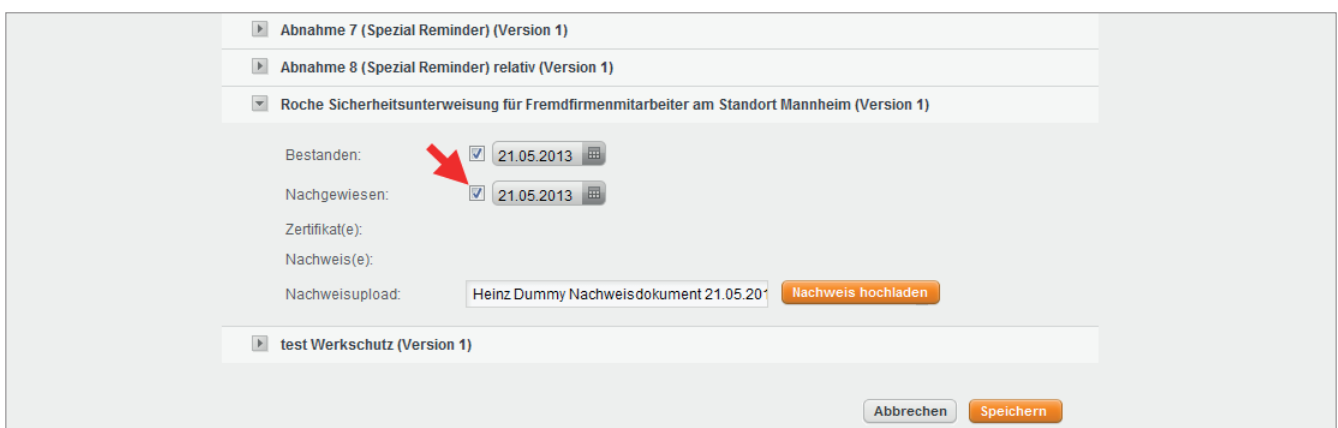 Abnahme 7 (Spezial Reminder) (Version 1)
Abnahme 8 (Spezial Reminder) relativ (Version 1)
Roche Sicherheitsunterweisung für Fremdfirmenmitarbeiter am Standort Mannheim (Version 1)
Bestanden: 21.05.2013
Nachgewiesen: 21.05.2013
Zertifikat(e):
Nachweis(e):
Nachweisupload: Heinz Dummy Nachweisdokument 21.05.201 Nachweis hochladen
test Werkschutz (Version 1)
Abbrechen Speichern